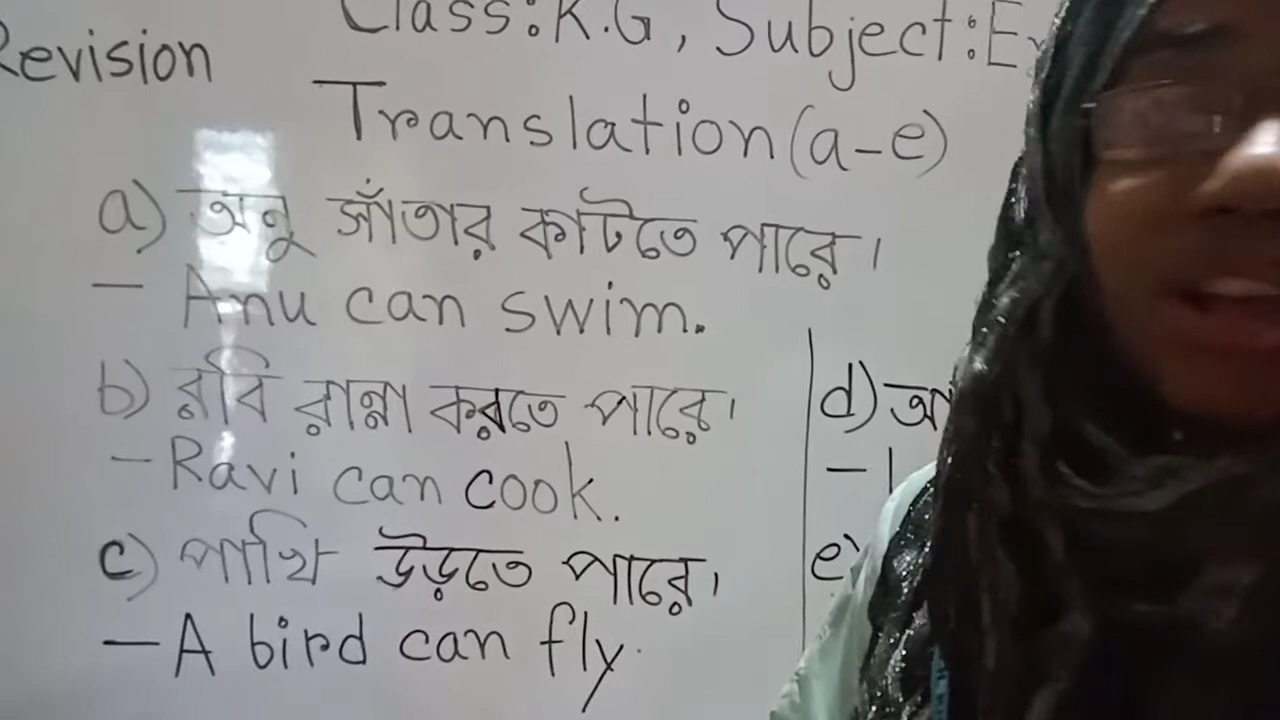 Class:K.G, Subject:
Revision
Translation(a-e)
a) অনু সাঁতার কাটতে পারে।
- Anu can swim.
b) রবি রান্না করতে পারে।
- Ravi can cook.
c) পাখি উড়তে পারে।
- A bird can fly.
d)
- I
e)